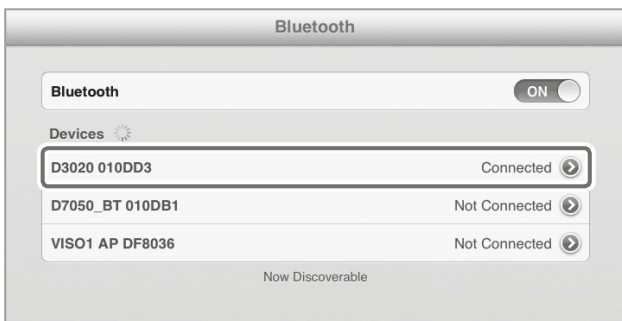 Bluetooth
Bluetooth ON
Devices
D3020 010DD3 Connected
D7050_BT 010DB1 Not Connected
VISO1 AP DF8036 Not Connected
Now Discoverable